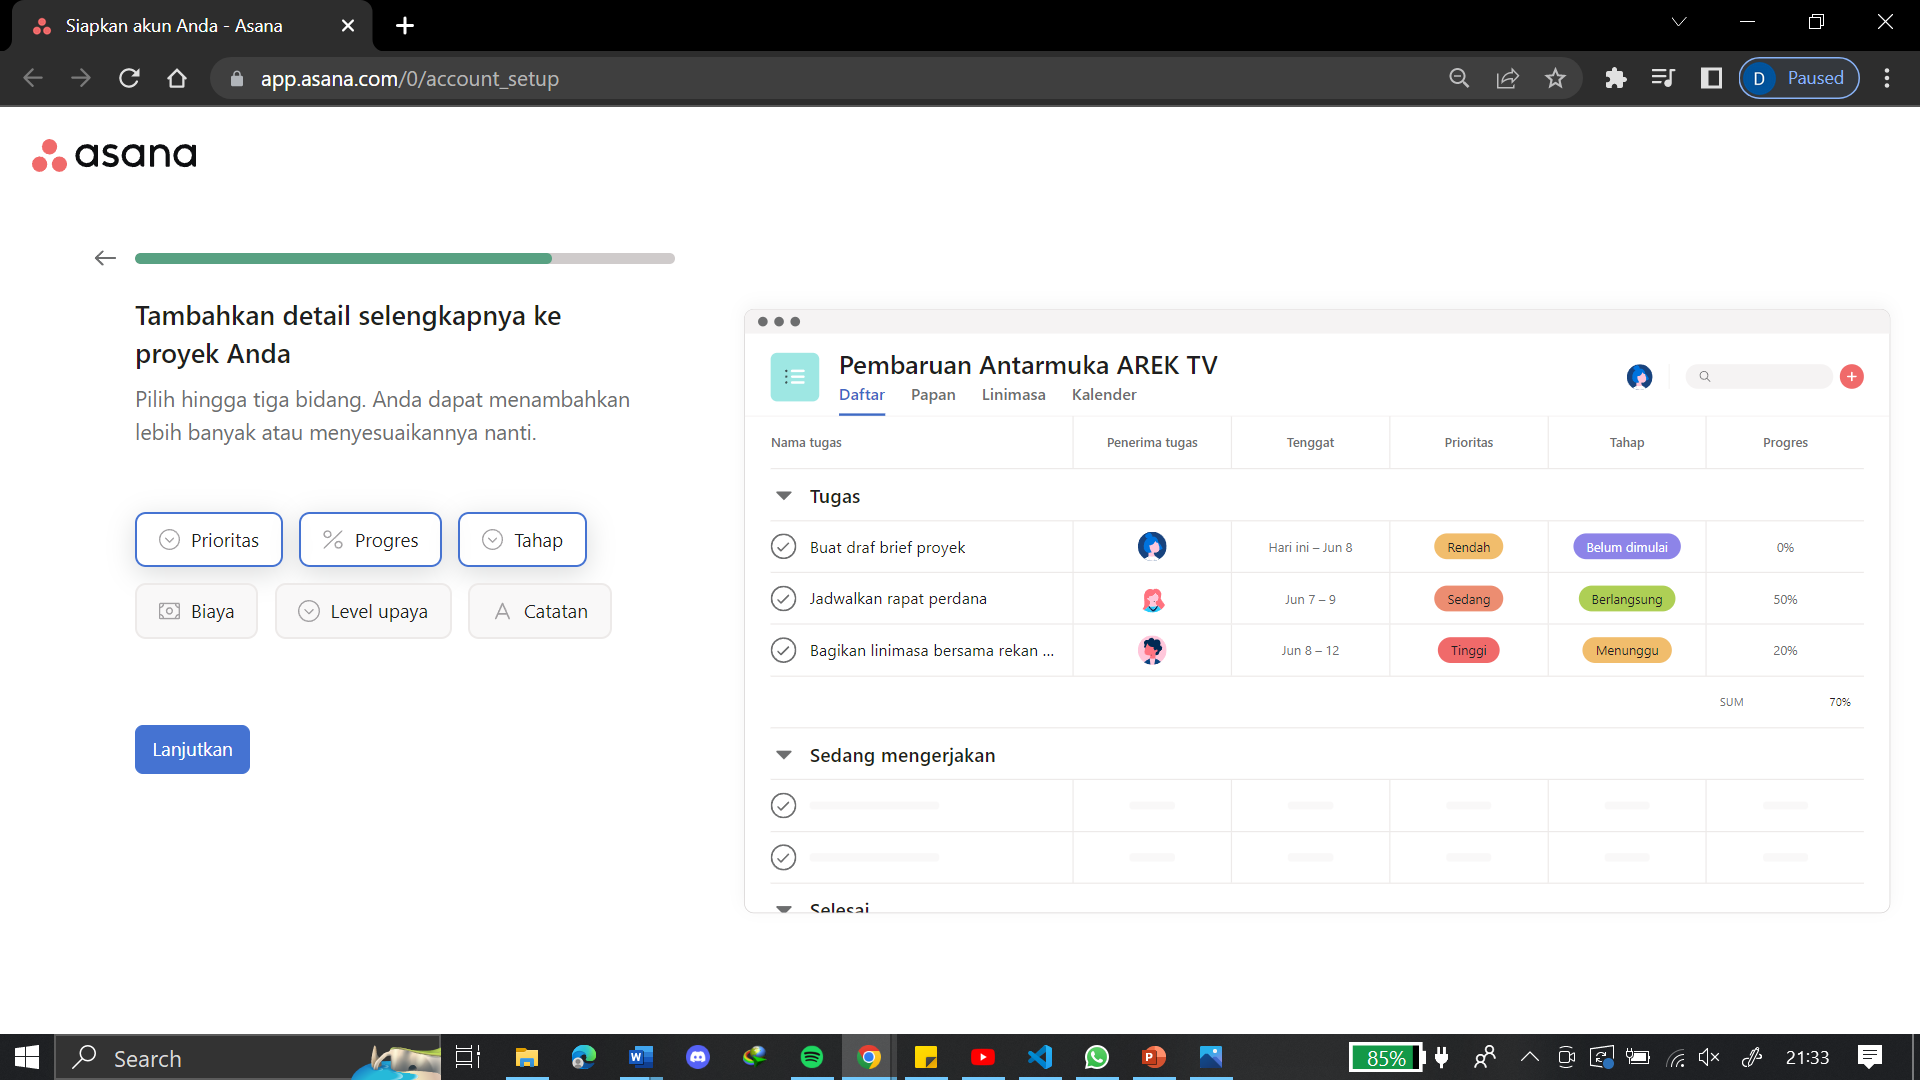 Siapkan akun Anda - Asana
app.asana.com/0/account_setup
D Paused
asana
Tambahkan detail selengkapnya ke
proyek Anda
Pilih hingga tiga bidang. Anda dapat menambahkan
lebih banyak atau menyesuaikannya nanti.
Prioritas Progres Tahap
Biaya Level upaya Catatan
Lanjutkan
Pembaruan Antarmuka AREK TV
Daftar Papan Linimasa Kalender
Nama tugas Penerima tugas Tenggat Prioritas Tahap Progres
Tugas
Buat draf brief proyek Hari ini – Jun 8 Rendah Belum dimulai 0%
Jadwalkan rapat perdana Jun 7 – 9 Sedang Berlangsung 50%
Bagikan linimasa bersama rekan ... Jun 8 – 12 Tinggi Menunggu 20%
SUM 70%
Sedang mengerjakan
Selesai
Search 85% 21:33